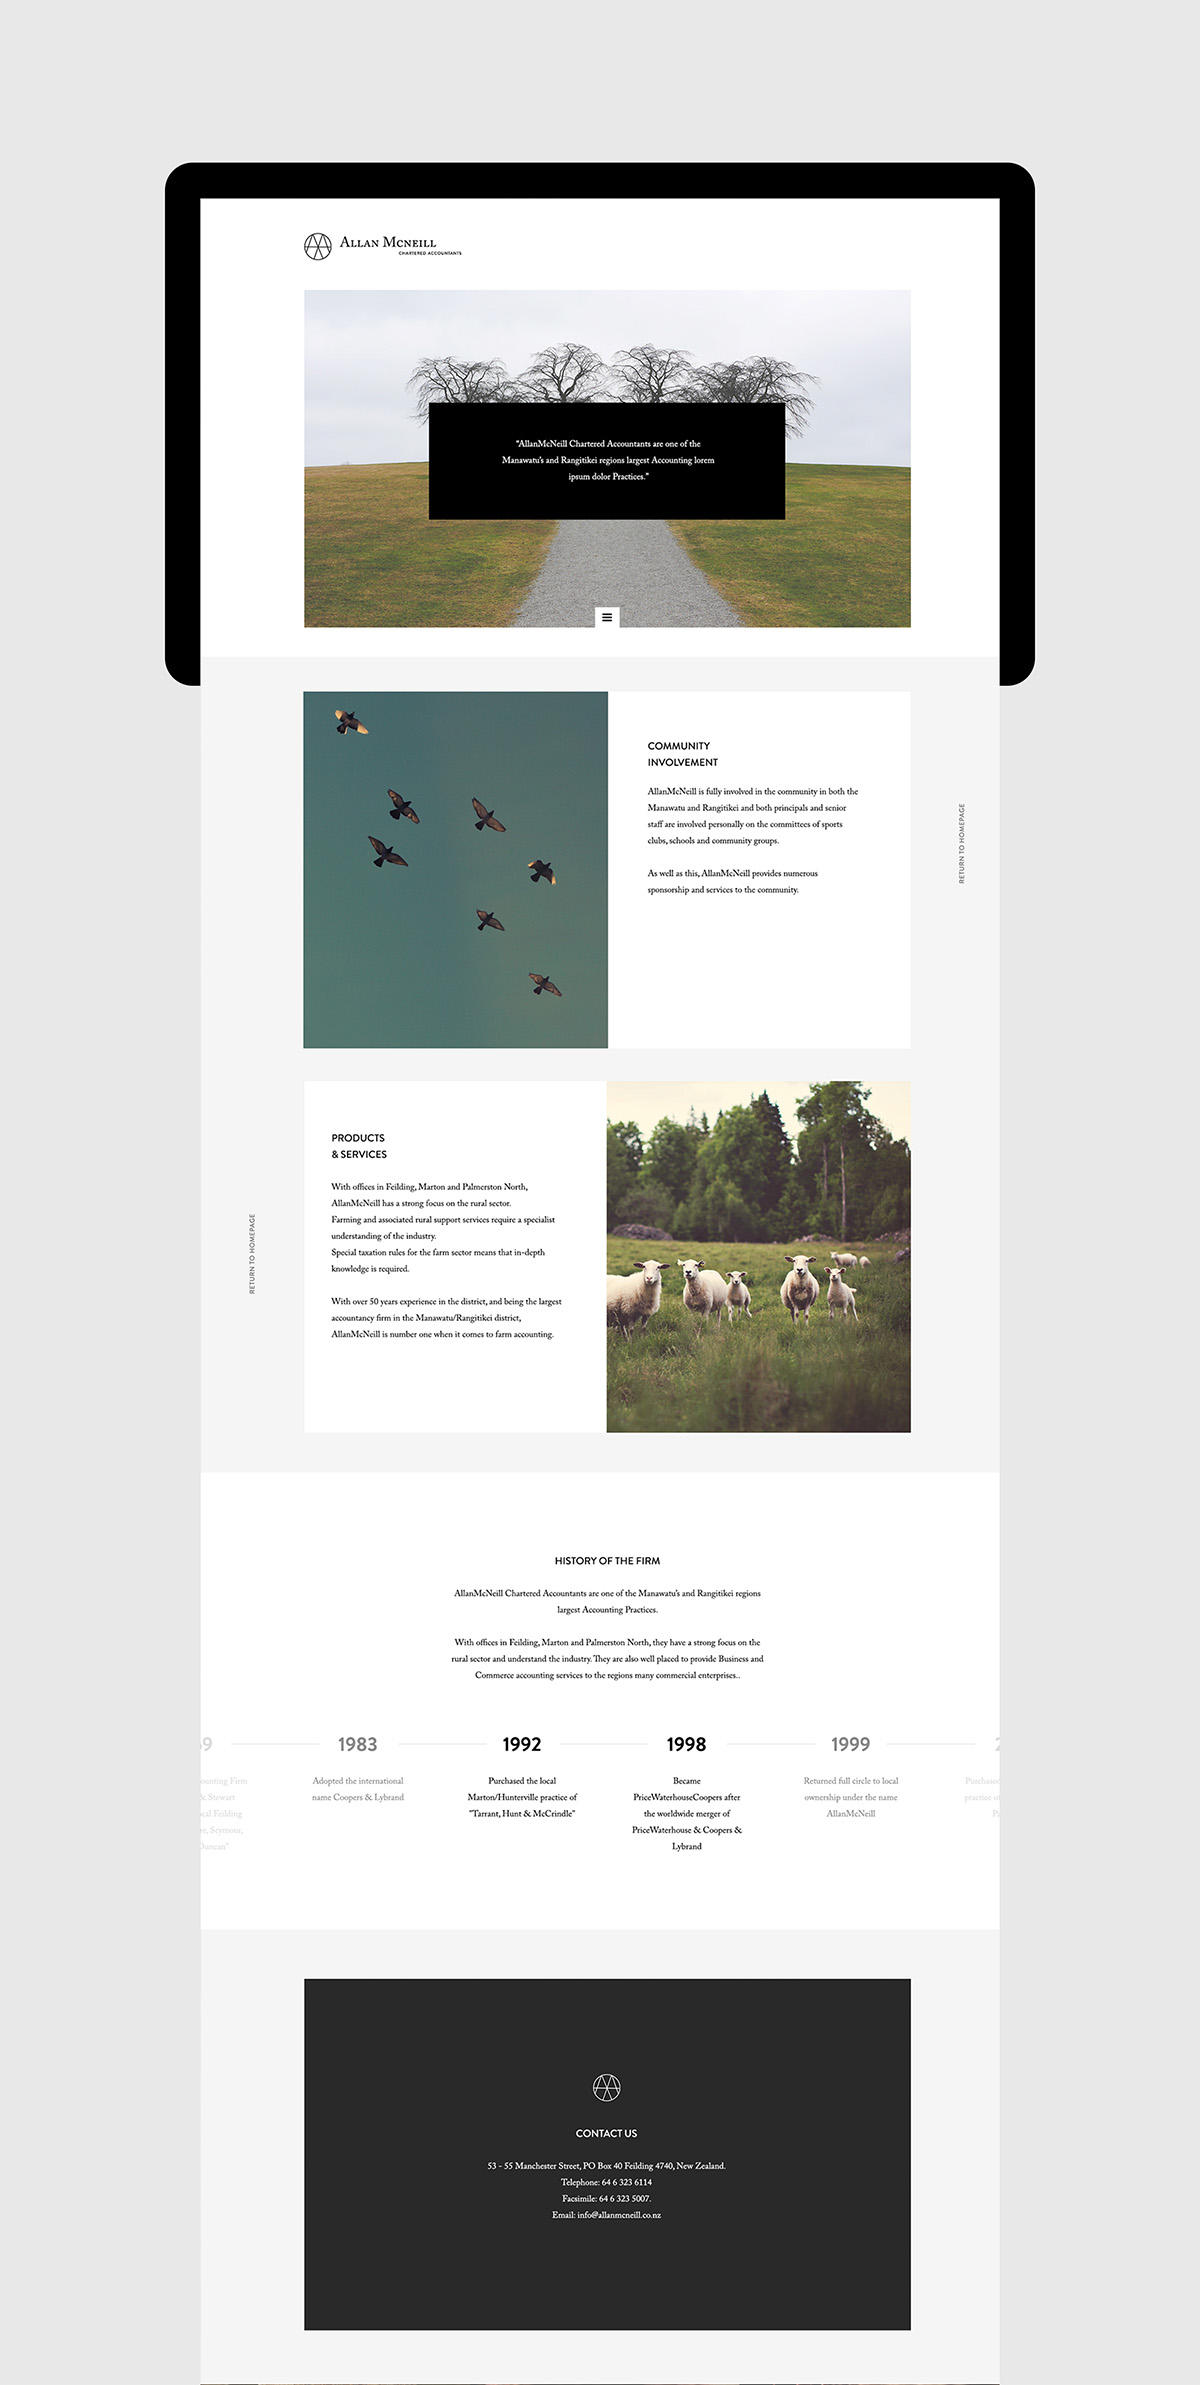 ALLAN MCNEILL
CHARTERED ACCOUNTANTS
"AllanMcNeill Chartered Accountants are one of the
Manawatu's and Rangitikei regions largest Accounting lorem
ipsum dolor Practices."
COMMUNITY
INVOLVEMENT
AllanMcNeill is fully involved in the community in both the
Manawatu and Rangitikei and both principals and senior
staff are involved personally on the committees of sports
clubs, schools and community groups.
As well as this, AllanMcNeill provides numerous
sponsorship and services to the community.
RETURN TO HOMEPAGE
PRODUCTS
& SERVICES
With offices in Feilding, Marton and Palmerston North,
AllanMcNeill has a strong focus on the rural sector.
Farming and associated rural support services require a specialist
understanding of the industry.
Special taxation rules for the farm sector means that in-depth
knowledge is required.
With over 50 years experience in the district, and being the largest
accountancy firm in the Manawatu/Rangitikei district,
AllanMcNeill is number one when it comes to farm accounting.
RETURN TO HOMEPAGE
HISTORY OF THE FIRM
AllanMcNeill Chartered Accountants are one of the Manawatu's and Rangitikei regions
largest Accounting Practices.
With offices in Feilding, Marton and Palmerston North, they have a strong focus on the
rural sector and understand the industry. They are also well placed to provide Business and
Commerce accounting services to the regions many commercial enterprises..
9
Firm
& Stewart
Feilding
Seymour,
Duncan"
1983
Adopted the international
name Coopers & Lybrand
1992
Purchased the local
Marton/Hunterville practice of
"Tarrant, Hunt & McCrindle"
1998
Became
PriceWaterhouseCoopers after
the worldwide merger of
PriceWaterhouse & Coopers &
Lybrand
1999
Returned full circle to local
ownership under the name
AllanMcNeill
2
practice
CONTACT US
53 - 55 Manchester Street, PO Box 40 Feilding 4740, New Zealand.
Telephone: 64 6 323 6114
Facsimile: 64 6 323 5007.
Email: info@allanmcneill.co.nz